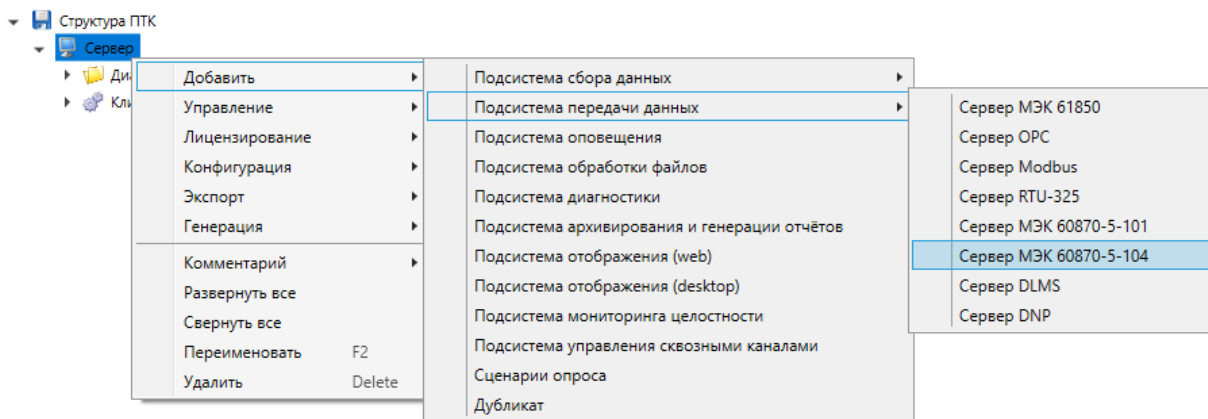 Структура ПТК
Сервер
Добавить
Управление
Лицензирование
Конфигурация
Экспорт
Генерация
Комментарий
Развернуть все
Свернуть все
Переименовать F2
Удалить Delete
Подсистема сбора данных
Подсистема передачи данных
Подсистема оповещения
Подсистема обработки файлов
Подсистема диагностики
Подсистема архивирования и генерации отчётов
Подсистема отображения (web)
Подсистема отображения (desktop)
Подсистема мониторинга целостности
Подсистема управления сквозными каналами
Сценарии опроса
Дубликат
Сервер МЭК 61850
Сервер OPC
Сервер Modbus
Сервер RTU-325
Сервер МЭК 60870-5-101
Сервер МЭК 60870-5-104
Сервер DLMS
Сервер DNP